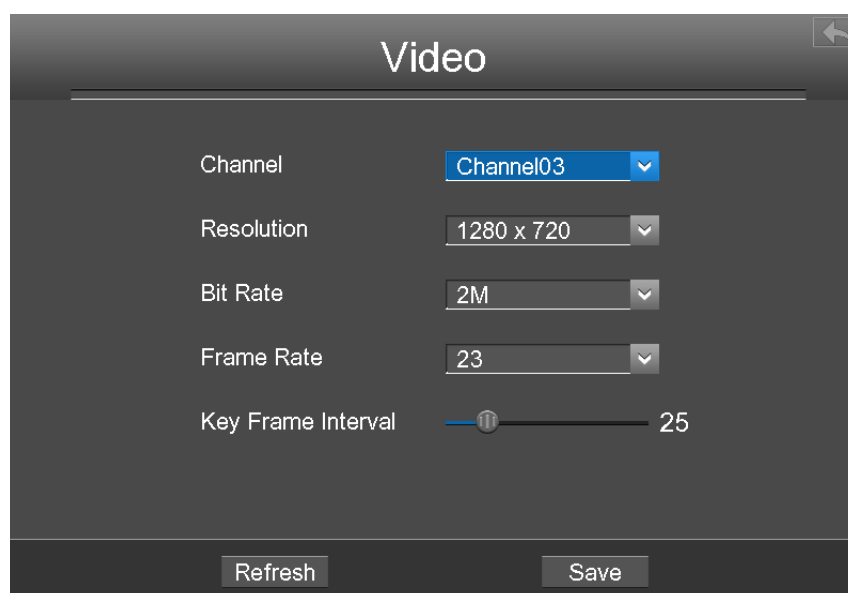 Video
Channel Channel03
Resolution 1280 x 720
Bit Rate 2M
Frame Rate 23
Key Frame Interval 25
Refresh Save